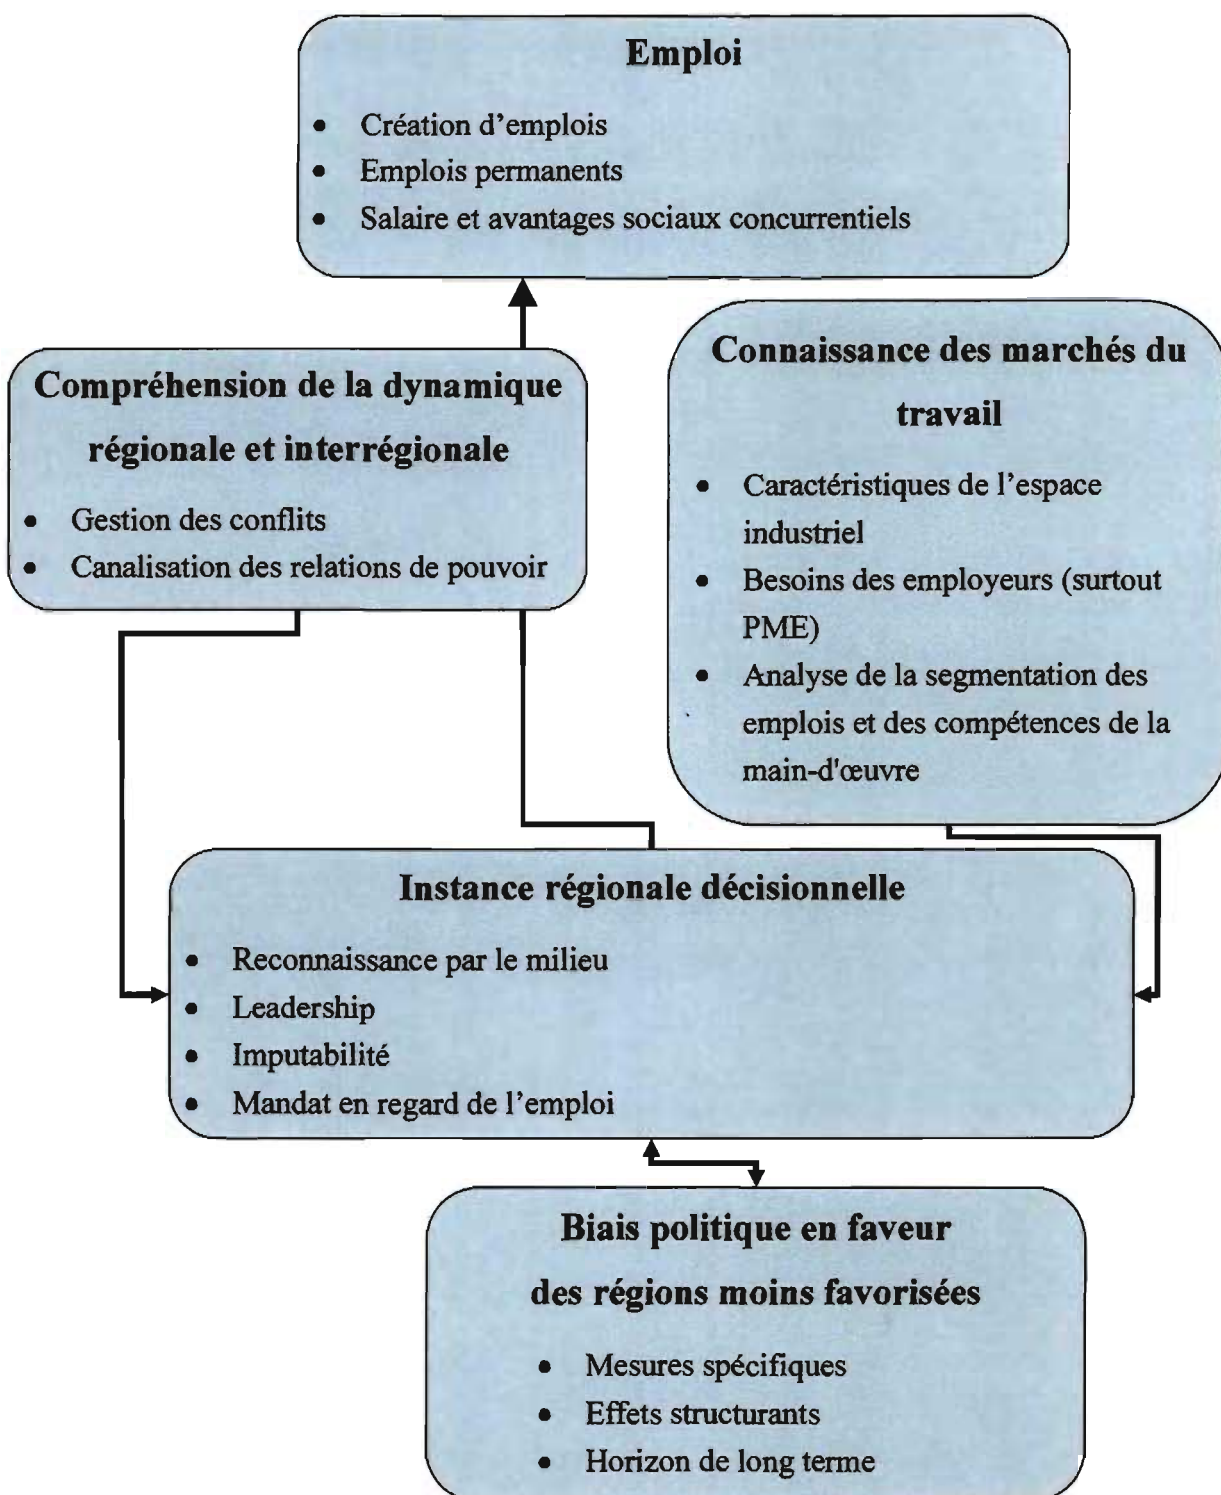 Emploi
• Création d'emplois
• Emplois permanents
• Salaire et avantages sociaux concurrentiels
Compréhension de la dynamique
régionale et interrégionale
• Gestion des conflits
• Canalisation des relations de pouvoir
Connaissance des marchés du
travail
• Caractéristiques de l'espace
industriel
• Besoins des employeurs (surtout
PME)
• Analyse de la segmentation des
emplois et des compétences de la
main-d'œuvre
Instance régionale décisionnelle
• Reconnaissance par le milieu
• Leadership
• Imputabilité
• Mandat en regard de l'emploi
Biais politique en faveur
des régions moins favorisées
• Mesures spécifiques
• Effets structurants
• Horizon de long terme